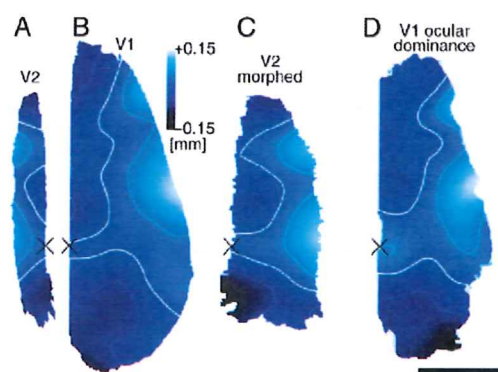 A
B
C
D
V2
V1
+0.15
-0.15
[mm]
V2
morphed
V1 ocular
dominance